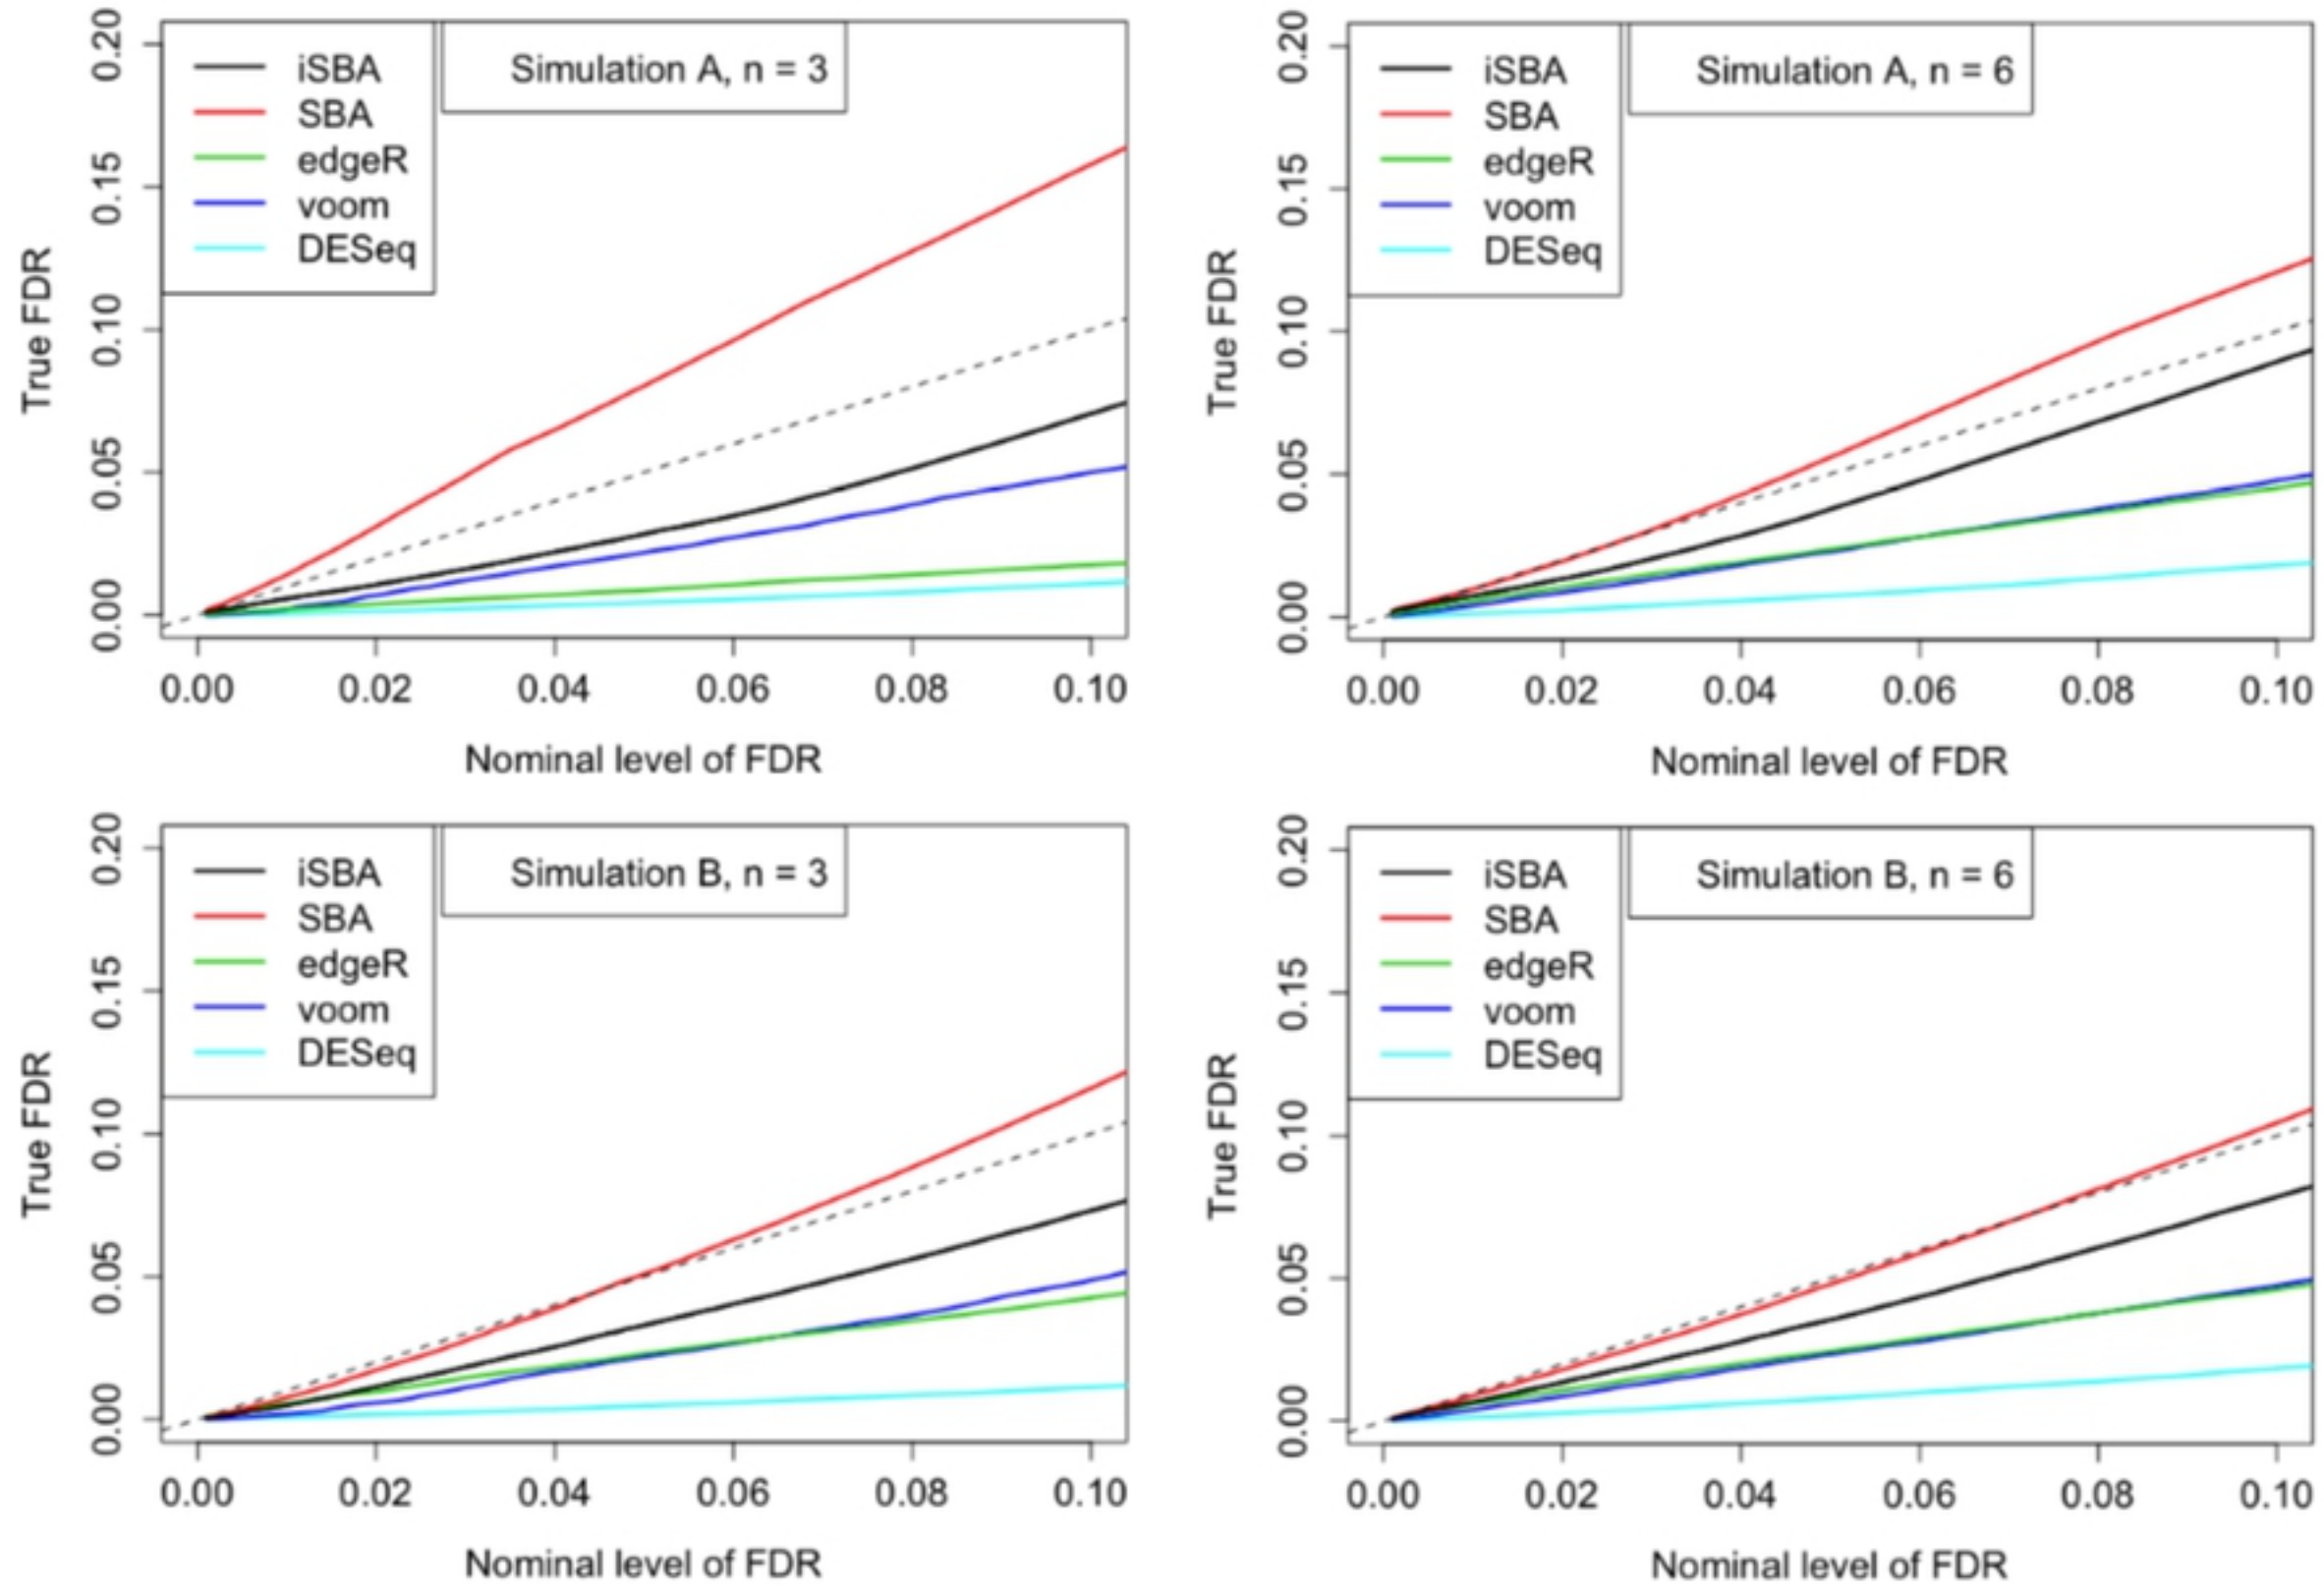 0.20
0.15
0.10
0.05
0.00
True FDR
iSBA
SBA
edgeR
voom
DESeq
Simulation A, n = 3
0.00 0.02 0.04 0.06 0.08 0.10
Nominal level of FDR
0.20
0.15
0.10
0.05
0.00
True FDR
iSBA
SBA
edgeR
voom
DESeq
Simulation A, n = 6
0.00 0.02 0.04 0.06 0.08 0.10
Nominal level of FDR
0.20
0.15
0.10
0.05
0.00
True FDR
iSBA
SBA
edgeR
voom
DESeq
Simulation B, n = 3
0.00 0.02 0.04 0.06 0.08 0.10
Nominal level of FDR
0.20
0.15
0.10
0.05
0.00
True FDR
iSBA
SBA
edgeR
voom
DESeq
Simulation B, n = 6
0.00 0.02 0.04 0.06 0.08 0.10
Nominal level of FDR